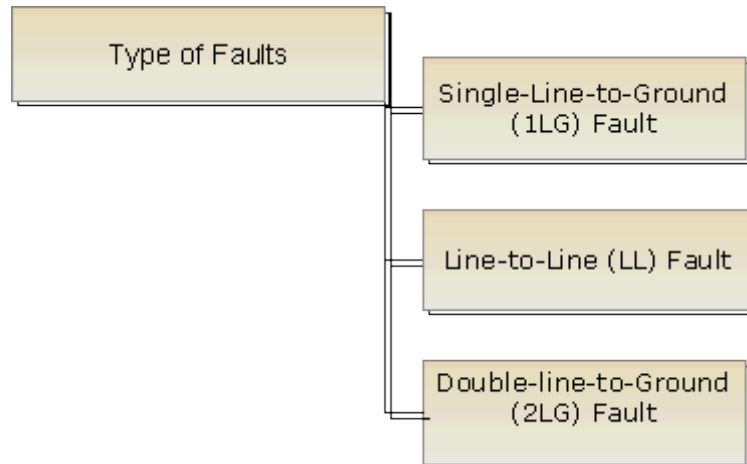 Type of Faults
Single-Line-to-Ground
(1LG) Fault
Line-to-Line (LL) Fault
Double-line-to-Ground
(2LG) Fault